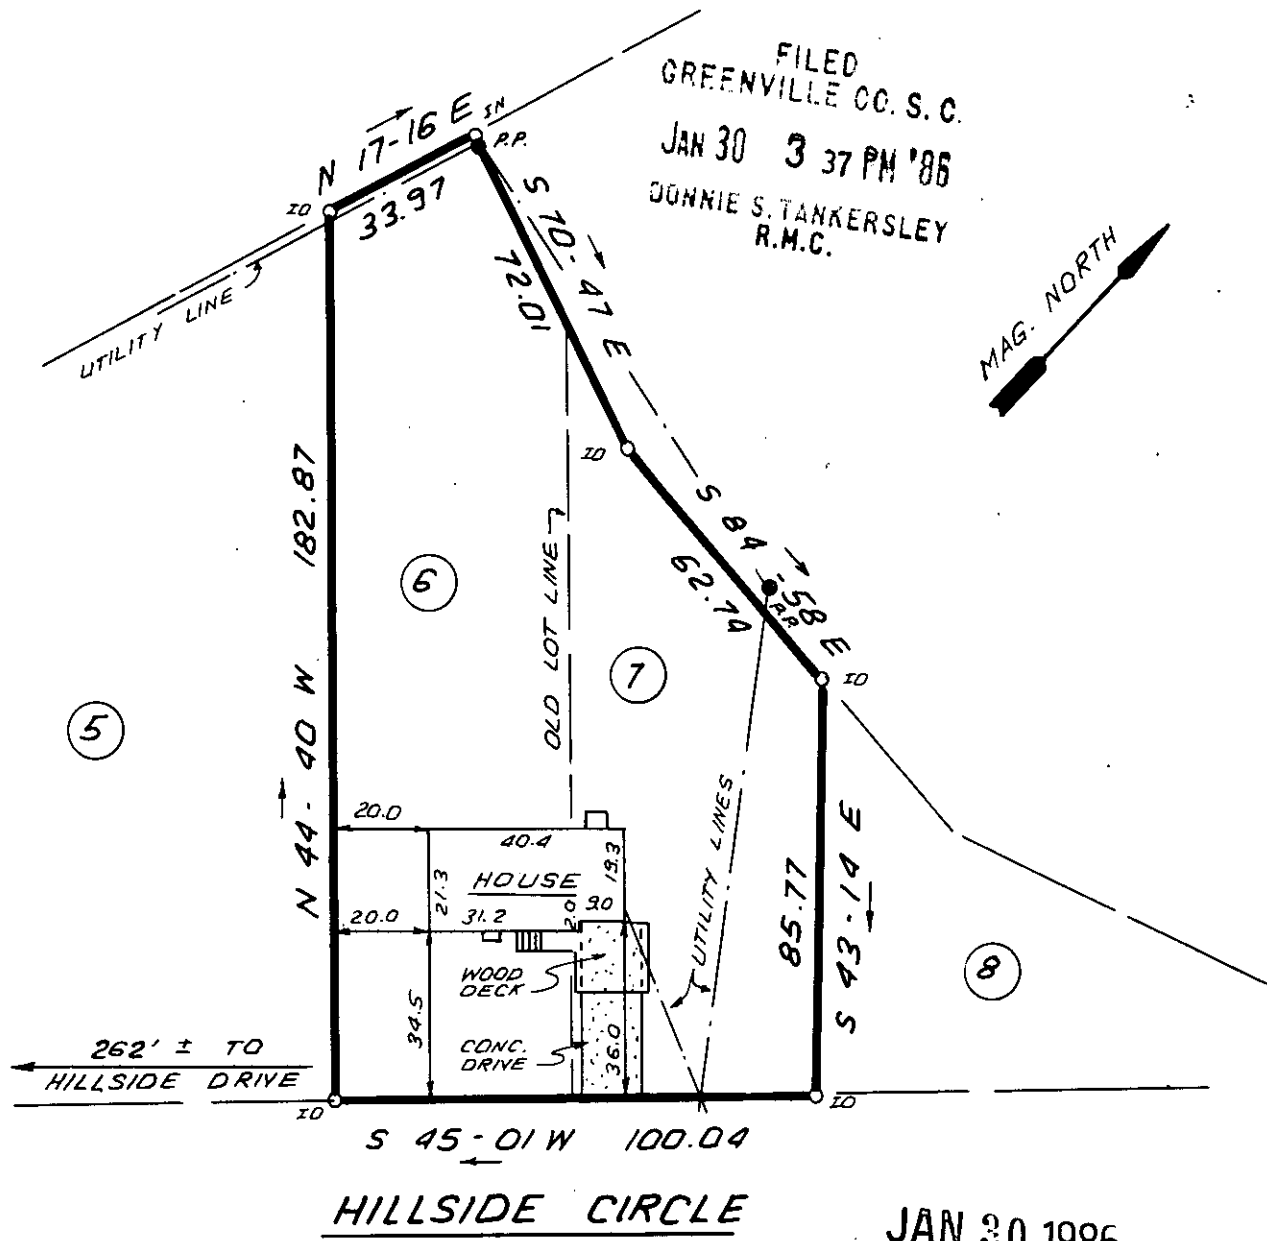 FILED
GREENVILLE CO. S. C.
JAN 30 3 37 PM '86
DONNIE S. TANKERSLEY
R.M.C.
MAG. NORTH
N 17-16 E
IN
P.P.
IO
33.97
UTILITY LINE
S 70-47 E
72.01
IO
S 84-58 E
62.74
P.P.
IO
182.87
N 44-40 W
6
OLD LOT LINE
7
5
20.0
40.4
19.3
21.3
HOUSE
20.0
31.2
2.0
9.0
UTILITY LINES
85.77
S 43-14 E
8
WOOD
DECK
34.5
CONC.
DRIVE
36.0
262' ± TO
HILLSIDE DRIVE
IO
IO
S 45-01 W 100.04
HILLSIDE CIRCLE
JAN 30 1986